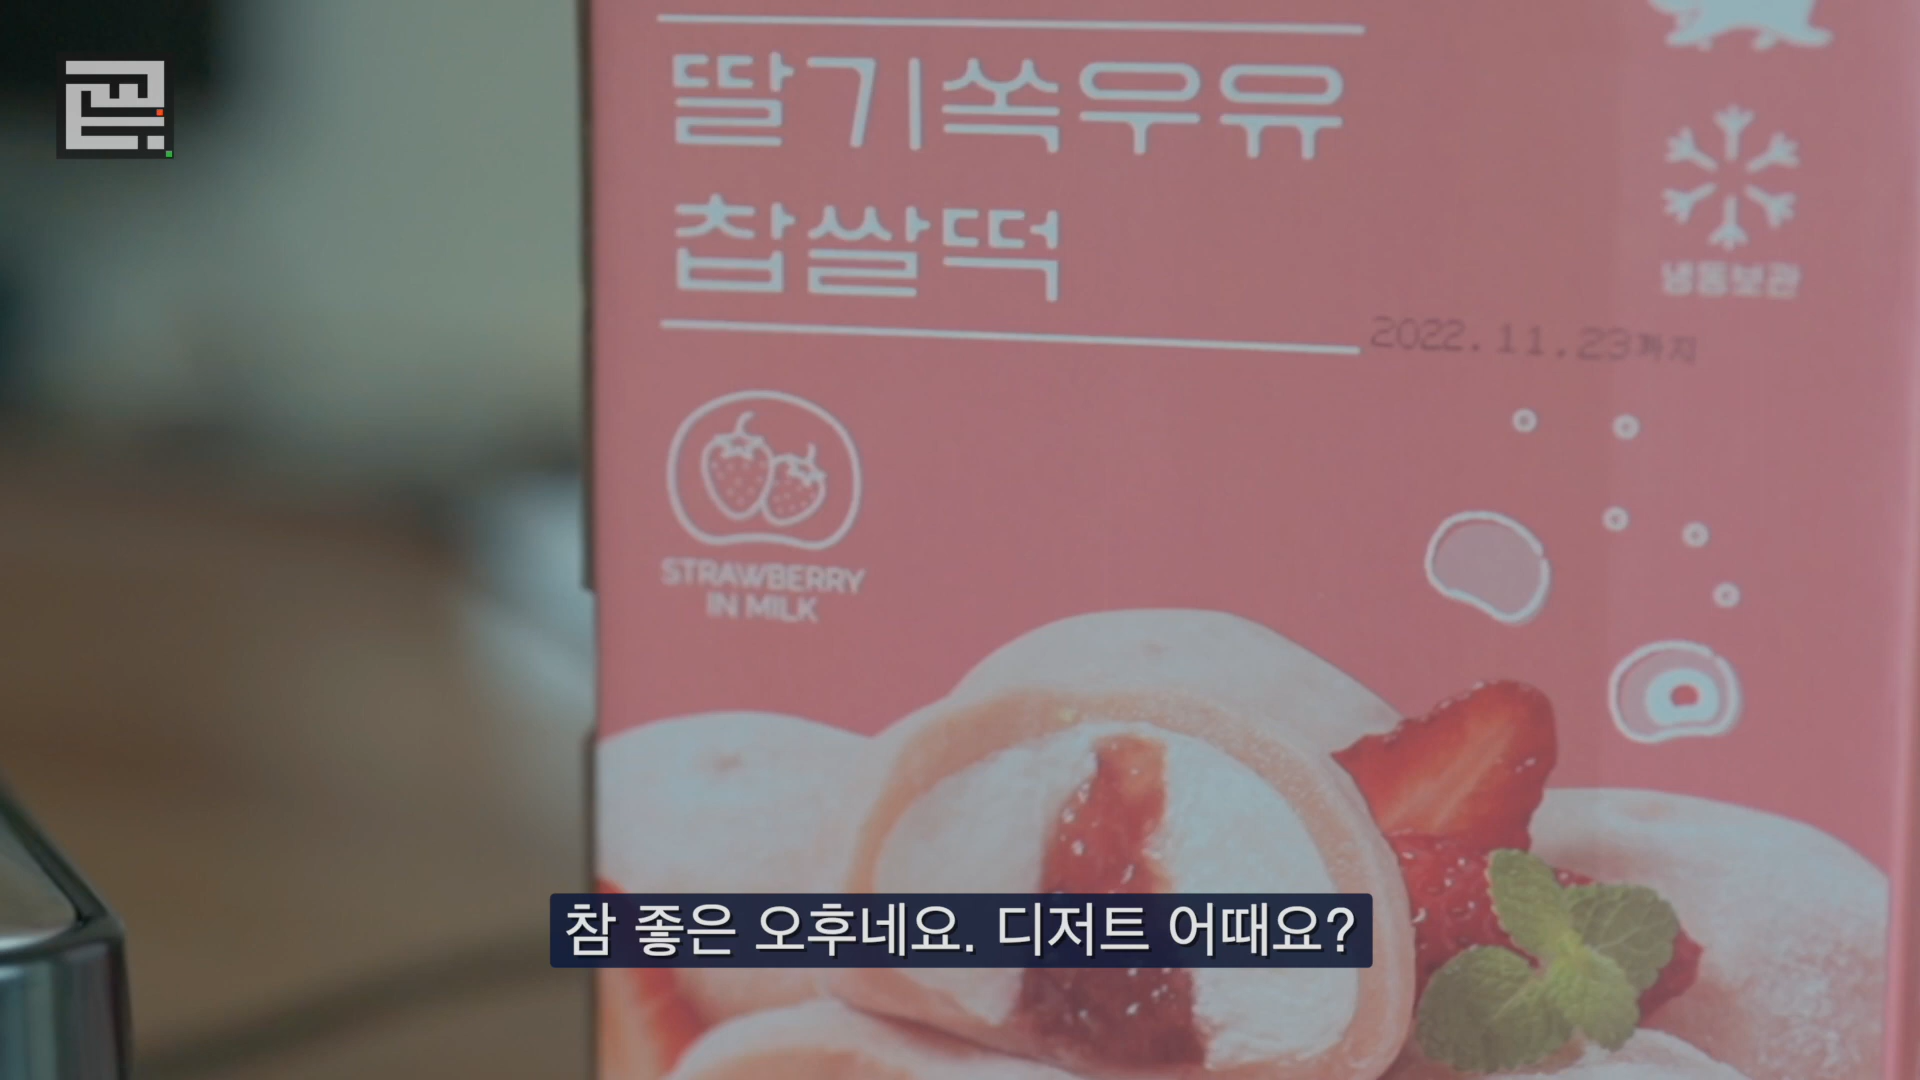 딸기쏙우유
찹쌀떡
냉동보관
2022.11.23까지
STRAWBERRY
IN MILK
참 좋은 오후네요. 디저트 어때요?